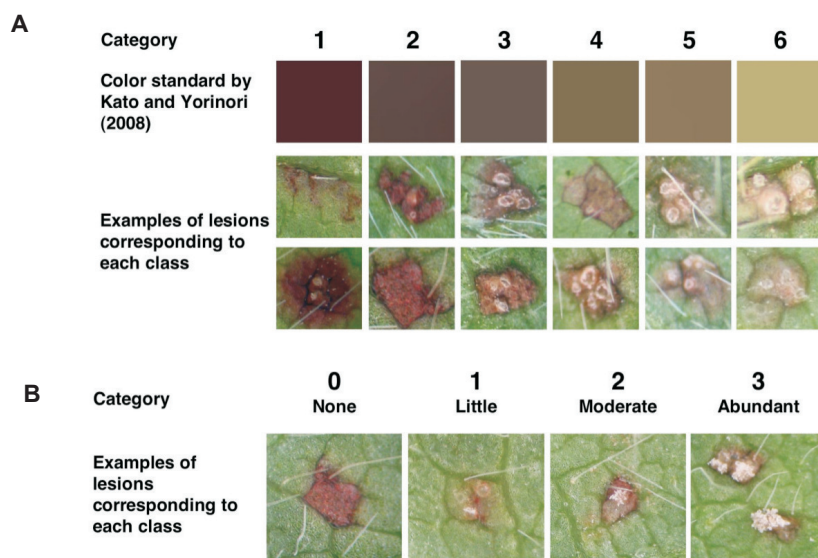 A
Category 1 2 3 4 5 6
Color standard by
Kato and Yorinori
(2008)
Examples of lesions
corresponding to
each class
B
Category 0 1 2 3
None Little Moderate Abundant
Examples of
lesions
corresponding to
each class